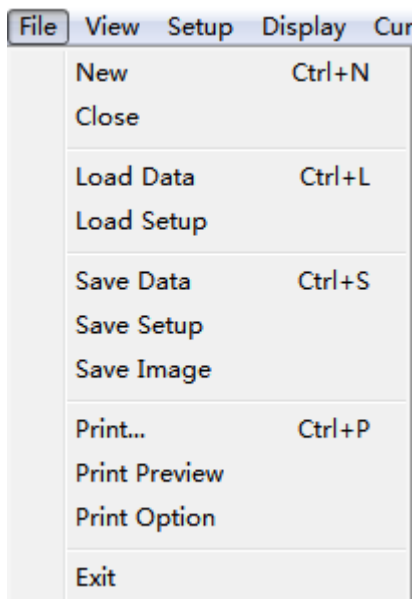 File View Setup Display Cur
New Ctrl+N
Close
Load Data Ctrl+L
Load Setup
Save Data Ctrl+S
Save Setup
Save Image
Print... Ctrl+P
Print Preview
Print Option
Exit